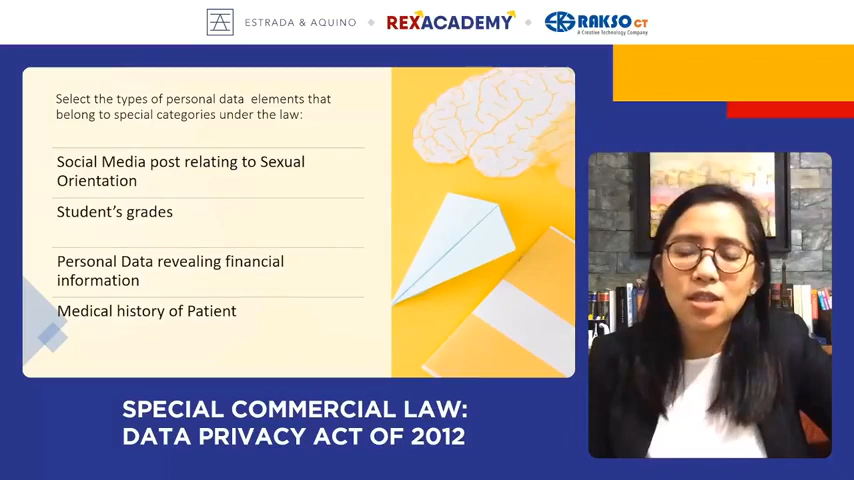 ESTRADA & AQUINO
REXACADEMY
RAKSO CT
A Creative Technology Company
Select the types of personal data elements that
belong to special categories under the law:
Social Media post relating to Sexual
Orientation
Student's grades
Personal Data revealing financial
information
Medical history of Patient
SPECIAL COMMERCIAL LAW:
DATA PRIVACY ACT OF 2012